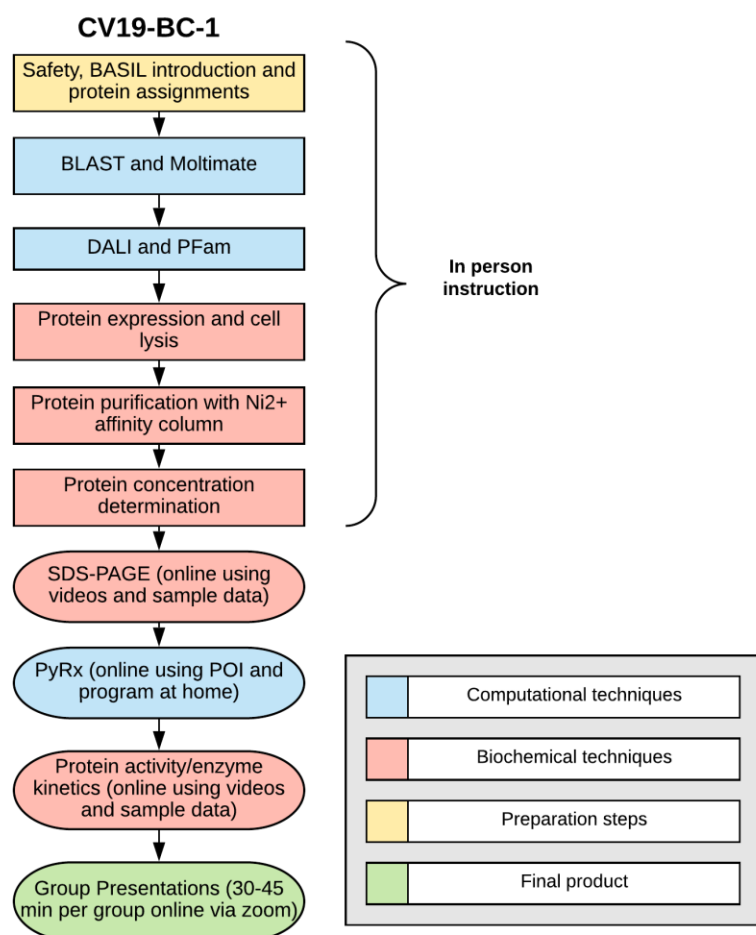 CV19-BC-1
Safety, BASIL introduction and
protein assignments
BLAST and Moltimate
DALI and PFam
In person
instruction
Protein expression and cell
lysis
Protein purification with Ni2+
affinity column
Protein concentration
determination
SDS-PAGE (online using
videos and sample data)
PyRx (online using POI and
program at home)
Protein activity/enzyme
kinetics (online using videos
and sample data)
Group Presentations (30-45
min per group online via zoom)
Computational techniques
Biochemical techniques
Preparation steps
Final product